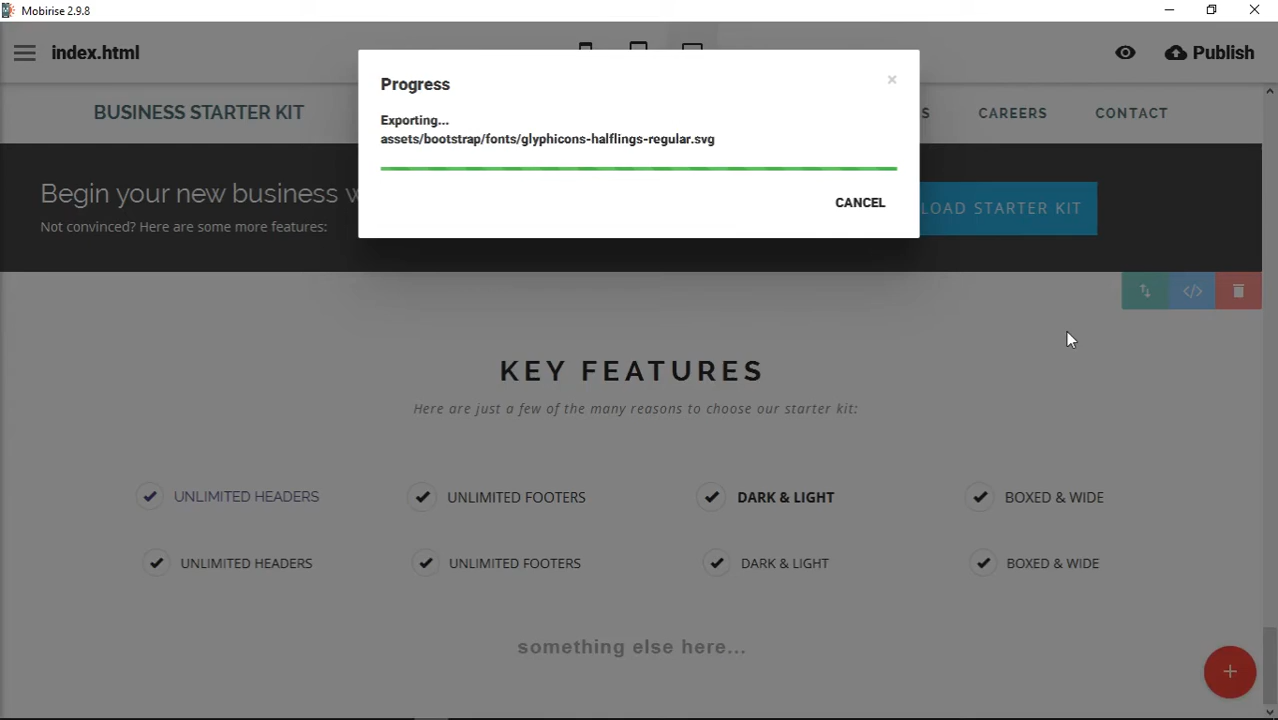 Mobirise 2.9.8
index.html
Publish
Progress
×
Exporting...
assets/bootstrap/fonts/glyphicons-halflings-regular.svg
CANCEL
BUSINESS STARTER KIT
CAREERS
CONTACT
Begin your new business
Not convinced? Here are some more features:
STARTER KIT
</>
KEY FEATURES
Here are just a few of the many reasons to choose our starter kit:
UNLIMITED HEADERS
UNLIMITED FOOTERS
DARK & LIGHT
BOXED & WIDE
UNLIMITED HEADERS
UNLIMITED FOOTERS
DARK & LIGHT
BOXED & WIDE
something else here...
+